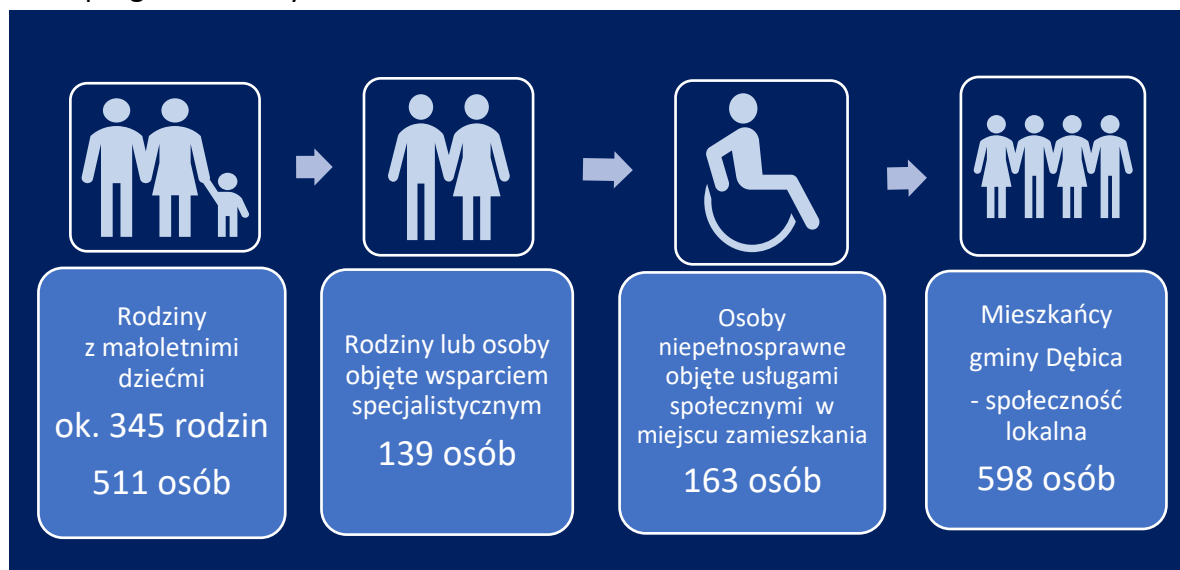 Rodziny
z małoletnimi
dziećmi
ok. 345 rodzin
511 osób
Rodziny lub osoby
objęte wsparciem
specjalistycznym
139 osób
Osoby
niepełnosprawne
objęte usługami
społecznymi w
miejscu zamieszkania
163 osób
Mieszkańcy
gminy Dębica
- społeczność
lokalna
598 osób